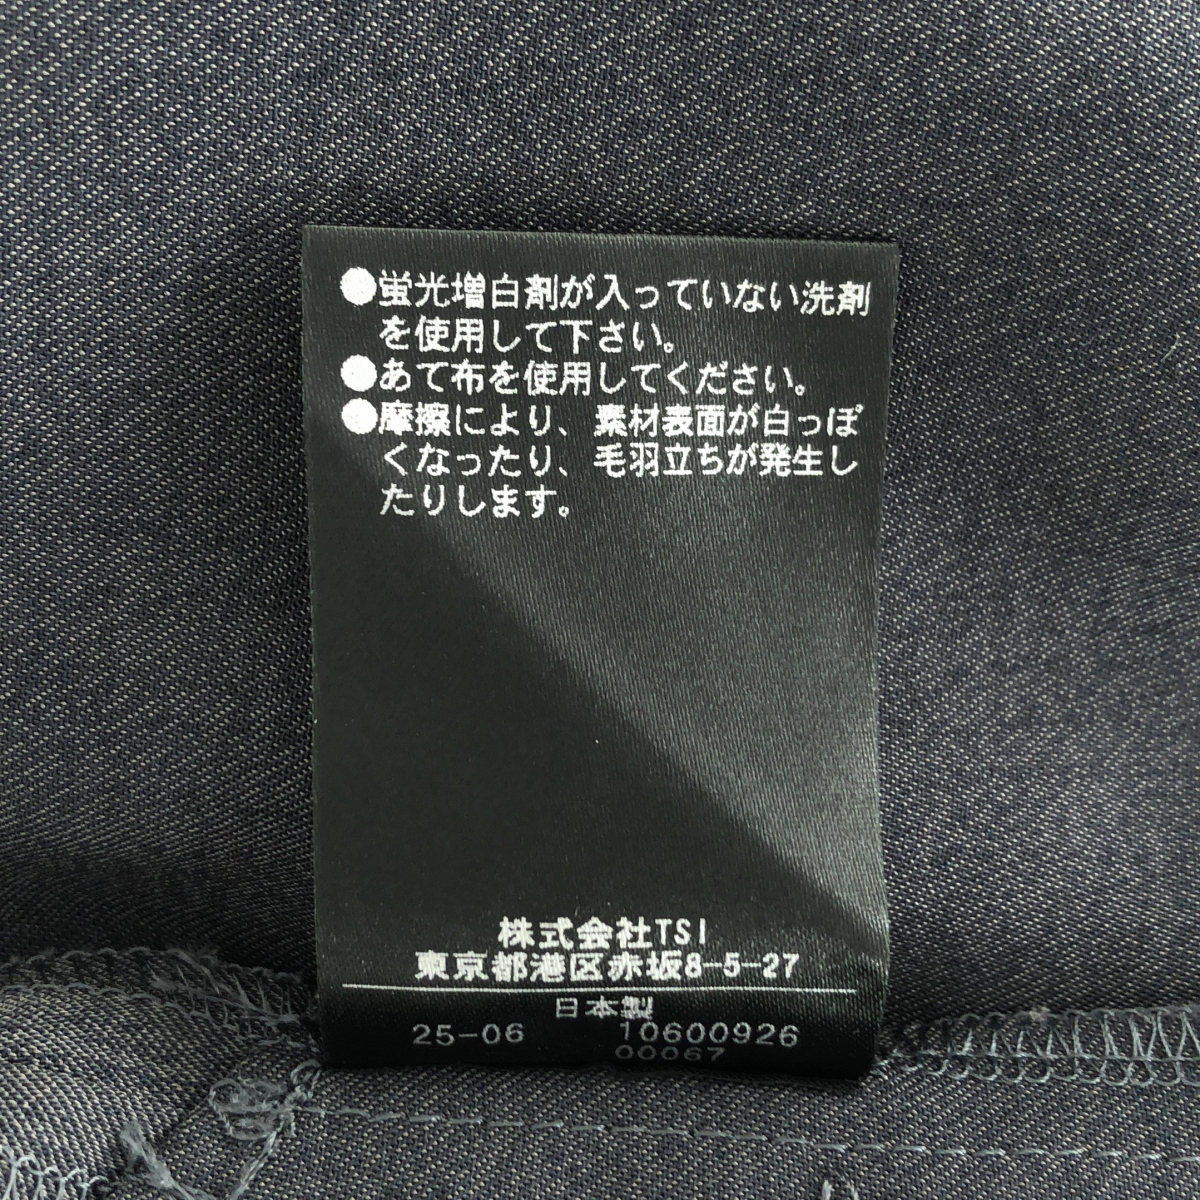 ●蛍光増白剤が入っていない洗剤
を使用して下さい。
●あて布を使用してください。
●摩擦により、素材表面が白っぽ
くなったり、毛羽立ちが発生し
たりします。
株式会社TSI
東京都港区赤坂8-5-27
日本製
25-06 10600926
00067